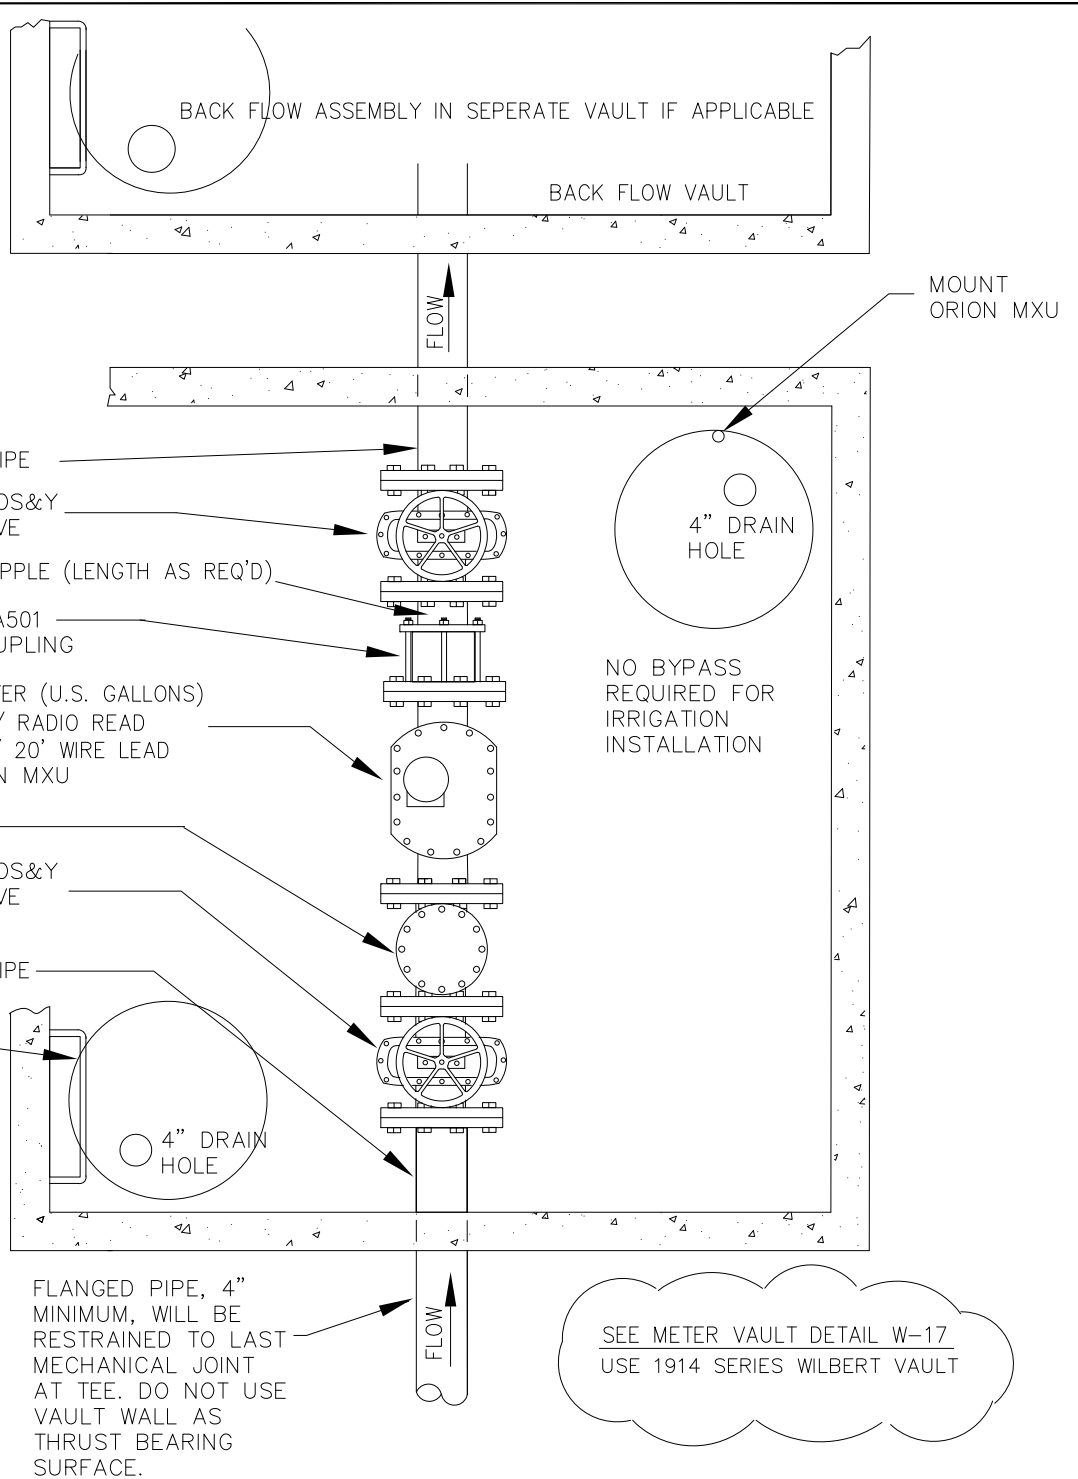 BACK FLOW ASSEMBLY IN SEPERATE VAULT IF APPLICABLE
BACK FLOW VAULT
MOUNT
ORION MXU
FLOW
IPE
OS&Y
VE
4” DRAIN
HOLE
PPLE (LENGTH AS REQ’D)
A501
UPLING
NO BYPASS
REQUIRED FOR
IRRIGATION
INSTALLATION
TER (U.S. GALLONS)
/ RADIO READ
’ 20’ WIRE LEAD
N MXU
OS&Y
VE
IPE
4” DRAIN
HOLE
FLANGED PIPE, 4”
MINIMUM, WILL BE
RESTRAINED TO LAST
MECHANICAL JOINT
AT TEE. DO NOT USE
VAULT WALL AS
THRUST BEARING
SURFACE.
FLOW
SEE METER VAULT DETAIL W–17
USE 1914 SERIES WILBERT VAULT